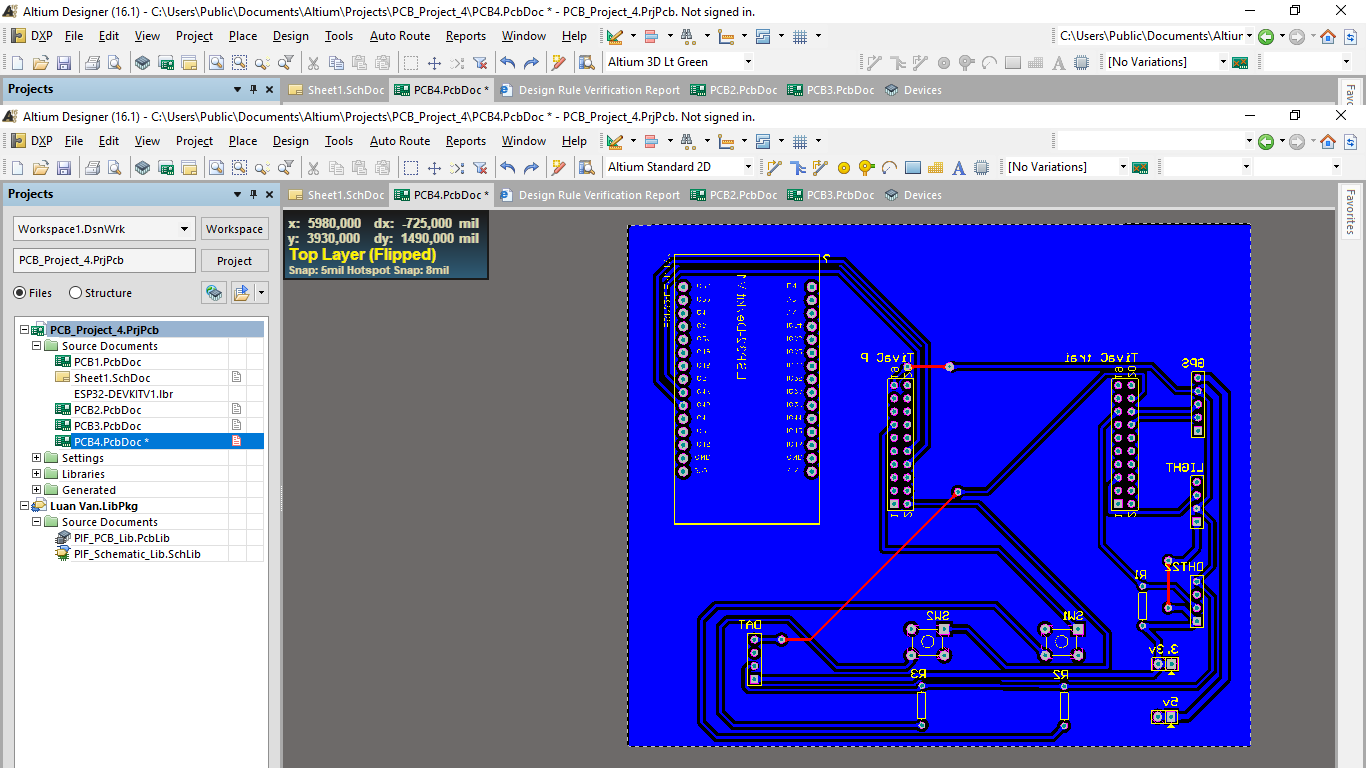 Altium Designer (16.1) - C:\Users\Public\Documents\Altium\Projects\PCB_Project_4\PCB4.PcbDoc * - PCB_Project_4.PrjPcb. Not signed in.
DXP File Edit View Project Place Design Tools Auto Route Reports Window Help C:\Users\Public\Documents\Altiur
Altium 3D Lt Green [No Variations]
Projects Sheet1.SchDoc PCB4.PcbDoc * Design Rule Verification Report PCB2.PcbDoc PCB3.PcbDoc Devices
Altium Designer (16.1) - C:\Users\Public\Documents\Altium\Projects\PCB_Project_4\PCB4.PcbDoc * - PCB_Project_4.PrjPcb. Not signed in.
DXP File Edit View Project Place Design Tools Auto Route Reports Window Help
Altium Standard 2D [No Variations]
Projects Sheet1.SchDoc PCB4.PcbDoc * Design Rule Verification Report PCB2.PcbDoc PCB3.PcbDoc Devices
Favorites
Workspace1.DsnWrk Workspace
PCB_Project_4.PrjPcb Project
Files Structure
PCB_Project_4.PrjPcb
Source Documents
PCB1.PcbDoc
Sheet1.SchDoc
ESP32-DEVKITV1.lbr
PCB2.PcbDoc
PCB3.PcbDoc
PCB4.PcbDoc *
Settings
Libraries
Generated
Luan Van.LibPkg
Source Documents
PIF_PCB_Lib.PcbLib
PIF_Schematic_Lib.SchLib
x: 5980,000 dx: -725,000 mil
y: 3930,000 dy: 1490,000 mil
Top Layer (Flipped)
Snap: 5mil Hotspot Snap: 8mil
TivaC P
TivaC trai
GPS
LIGHT
DHT22
R1
SW2
SW1
DAT
3.3v
R3
R2
5v